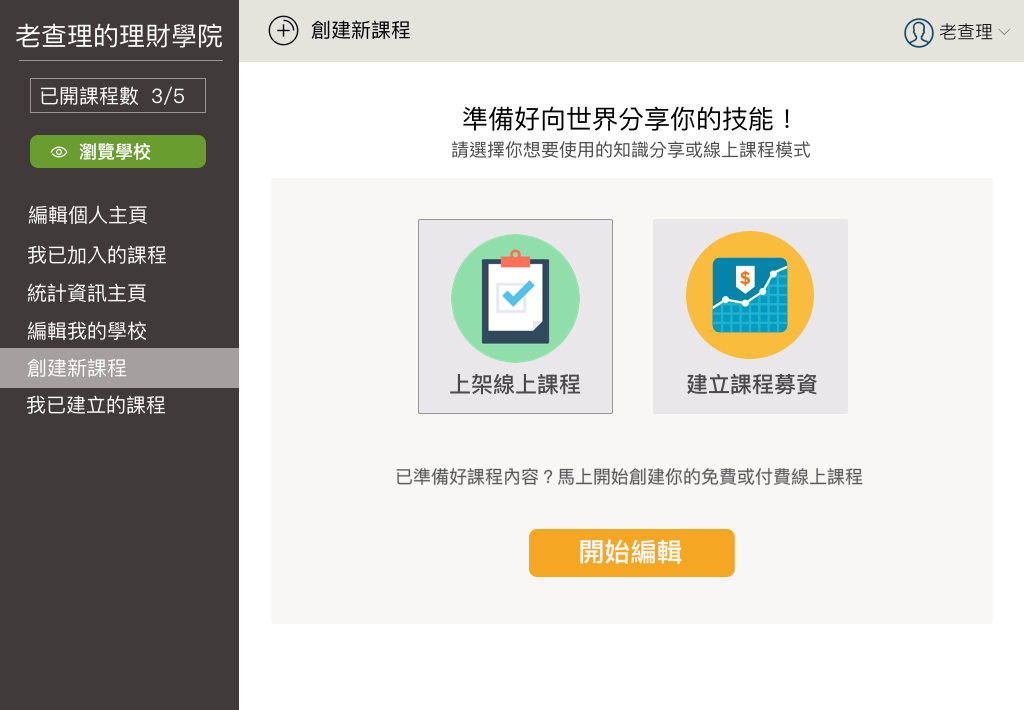 老查理的理財學院
已開課程數 3/5
瀏覽學校
編輯個人主頁
我已加入的課程
統計資訊主頁
編輯我的學校
創建新課程
我已建立的課程
創建新課程
老查理
準備好向世界分享你的技能！
請選擇你想要使用的知識分享或線上課程模式
上架線上課程
$
建立課程募資
已準備好課程內容？馬上開始創建你的免費或付費線上課程
開始編輯